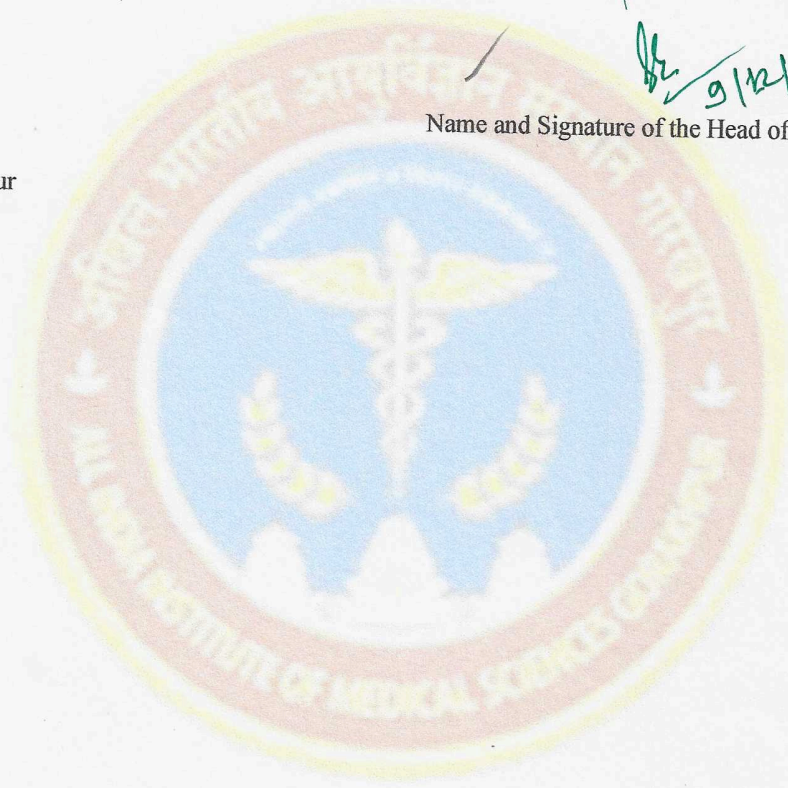 9/12/
Name and Signature of the Head of
ur
अखिल भारतीय आयुर्विज्ञान संस्थान गोरखपुर
ALL INDIA INSTITUTE OF MEDICAL SCIENCES GORAKHPUR